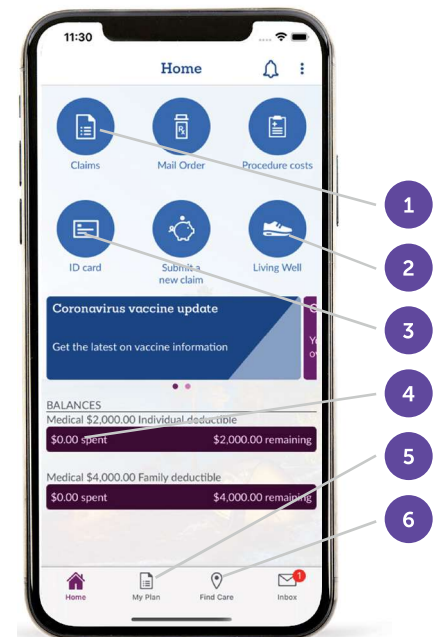 11:30
Home
Claims
Mail Order
Procedure costs
1
ID card
Submit a
new claim
Living Well
2
Coronavirus vaccine update
Get the latest on vaccine information
3
BALANCES
Medical $2,000.00 Individual deductible
$0.00 spent
$2,000.00 remaining
4
Medical $4,000.00 Family deductible
$0.00 spent
$4,000.00 remaining
5
6
Home
My Plan
Find Care
Inbox
1